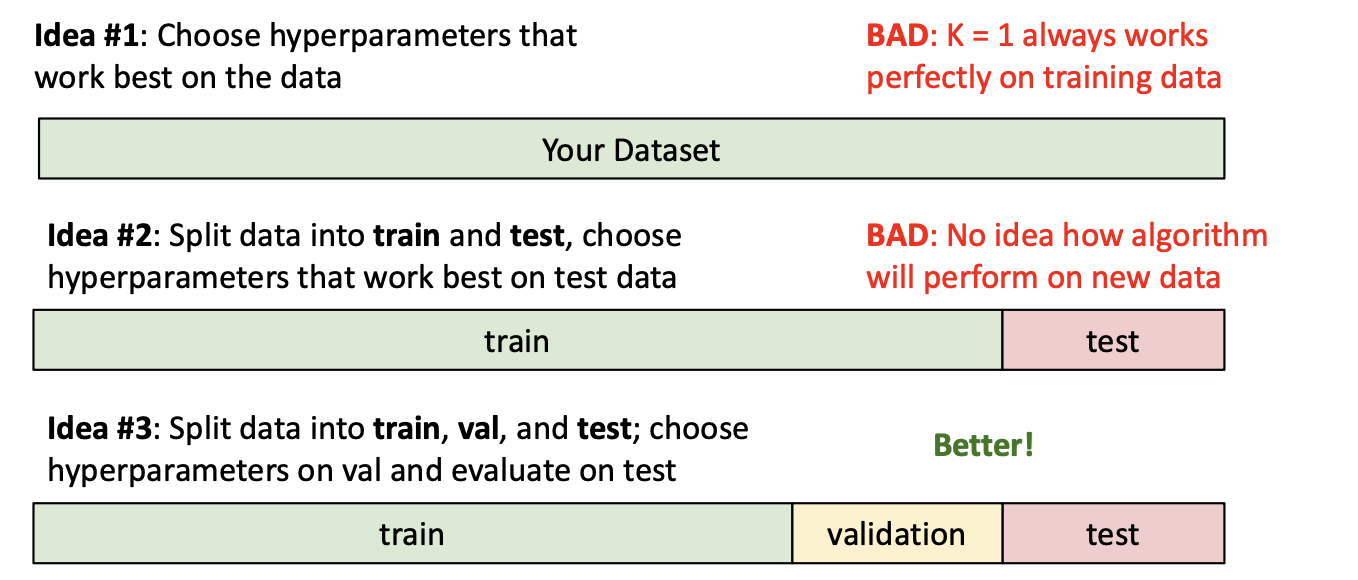 Idea #1: Choose hyperparameters that
work best on the data
BAD: K = 1 always works
perfectly on training data
Your Dataset
Idea #2: Split data into train and test, choose
hyperparameters that work best on test data
BAD: No idea how algorithm
will perform on new data
train
test
Idea #3: Split data into train, val, and test; choose
hyperparameters on val and evaluate on test
Better!
train
validation
test